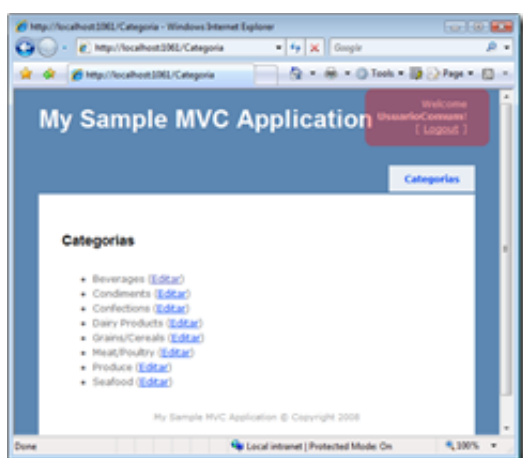 http://localhost:1061/Categoria - Windows Internet Explorer
http://localhost:1061/Categoria
Google
http://localhost:1061/Categoria
Tools
Page
My Sample MVC Application
Welcome
UsuarioComum!
[ Logout ]
Categorias
Categorias
Beverages (Editar)
Condiments (Editar)
Confections (Editar)
Dairy Products (Editar)
Grains/Cereals (Editar)
Meat/Poultry (Editar)
Produce (Editar)
Seafood (Editar)
My Sample MVC Application © Copyright 2008
Done
Local intranet | Protected Mode: On
100%